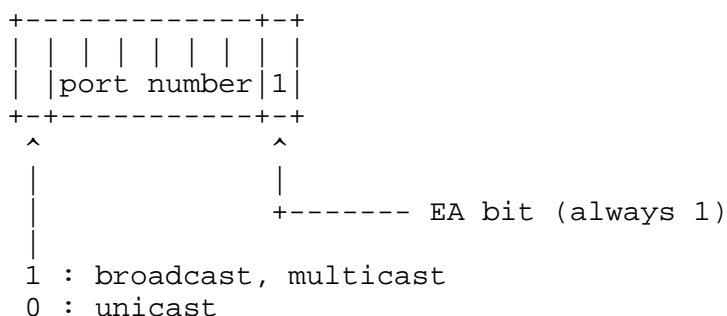 +-------------+-+
| | | | | | | | |
| |port number|1|
+-+-----------+-+
^ ^
| |
| +------- EA bit (always 1)
|
1 : broadcast, multicast
0 : unicast